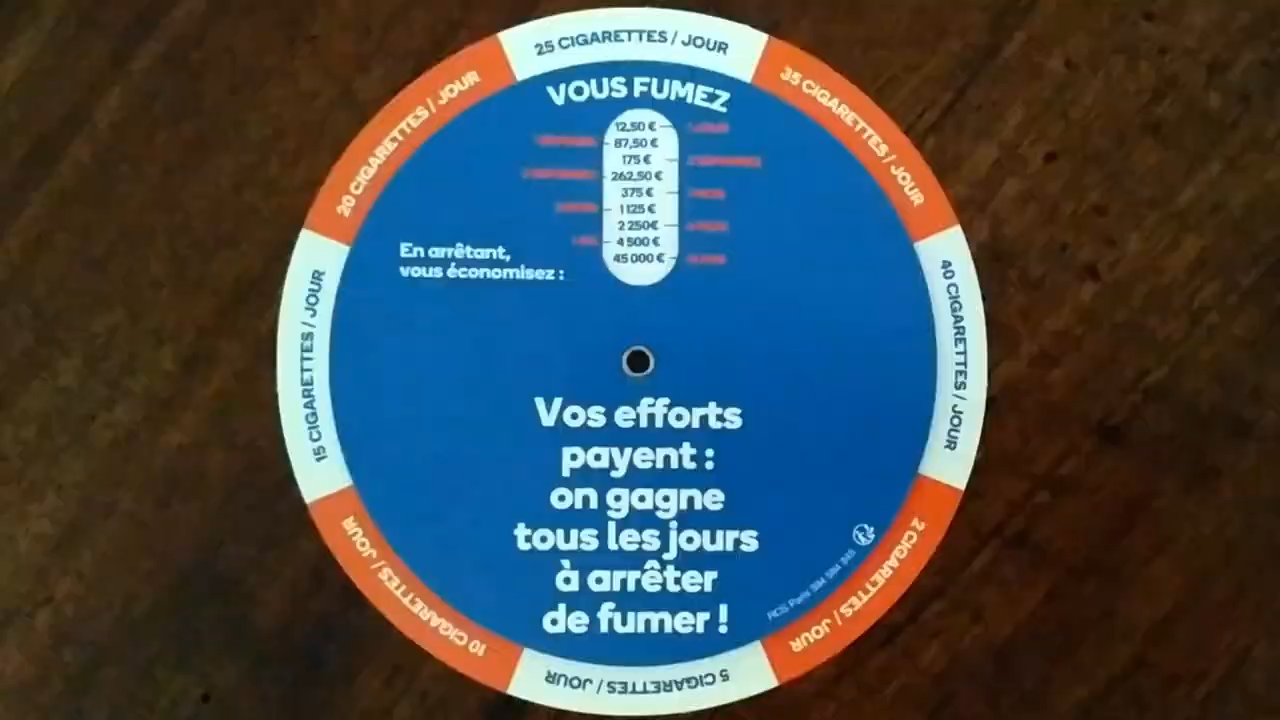 25 CIGARETTES / JOUR
35 CIGARETTES / JOUR
40 CIGARETTES / JOUR
2 CIGARETTES / JOUR
5 CIGARETTES / JOUR
10 CIGARETTES / JOUR
15 CIGARETTES / JOUR
20 CIGARETTES / JOUR
VOUS FUMEZ
12,50 €
87,50 €
175 €
262,50 €
375 €
1 125 €
2 250€
4 500 €
45 000 €
En arrêtant,
vous économisez :
Vos efforts
payent :
on gagne
tous les jours
à arrêter
de fumer !
RCS Paris